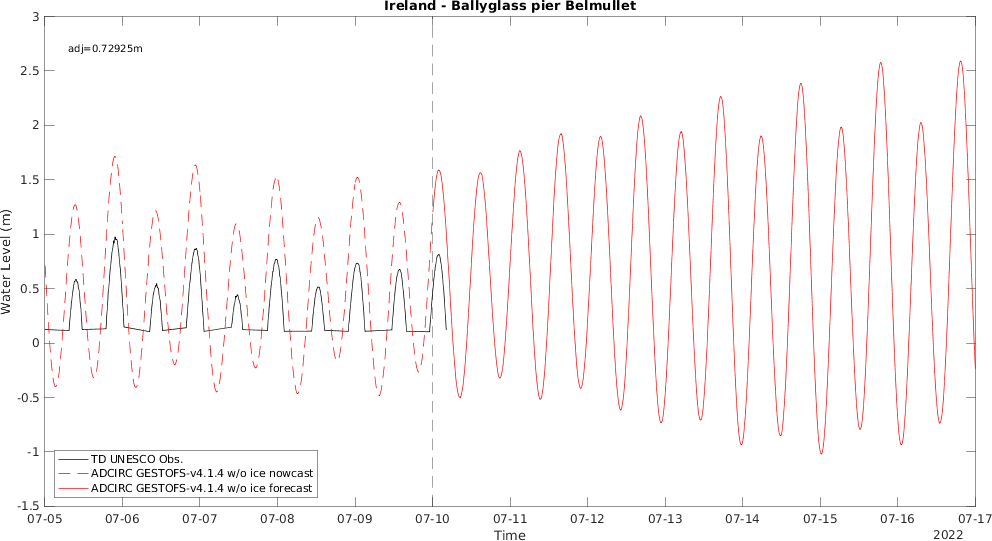 Ireland - Ballyglass pier Belmullet
adj=0.72925m
3
2.5
2
1.5
1
0.5
0
-0.5
-1
-1.5
Water Level (m)
TD UNESCO Obs.
ADCIRC GESTOFS-v4.1.4 w/o ice nowcast
ADCIRC GESTOFS-v4.1.4 w/o ice forecast
07-05 07-06 07-07 07-08 07-09 07-10 07-11 07-12 07-13 07-14 07-15 07-16 07-17
Time
2022